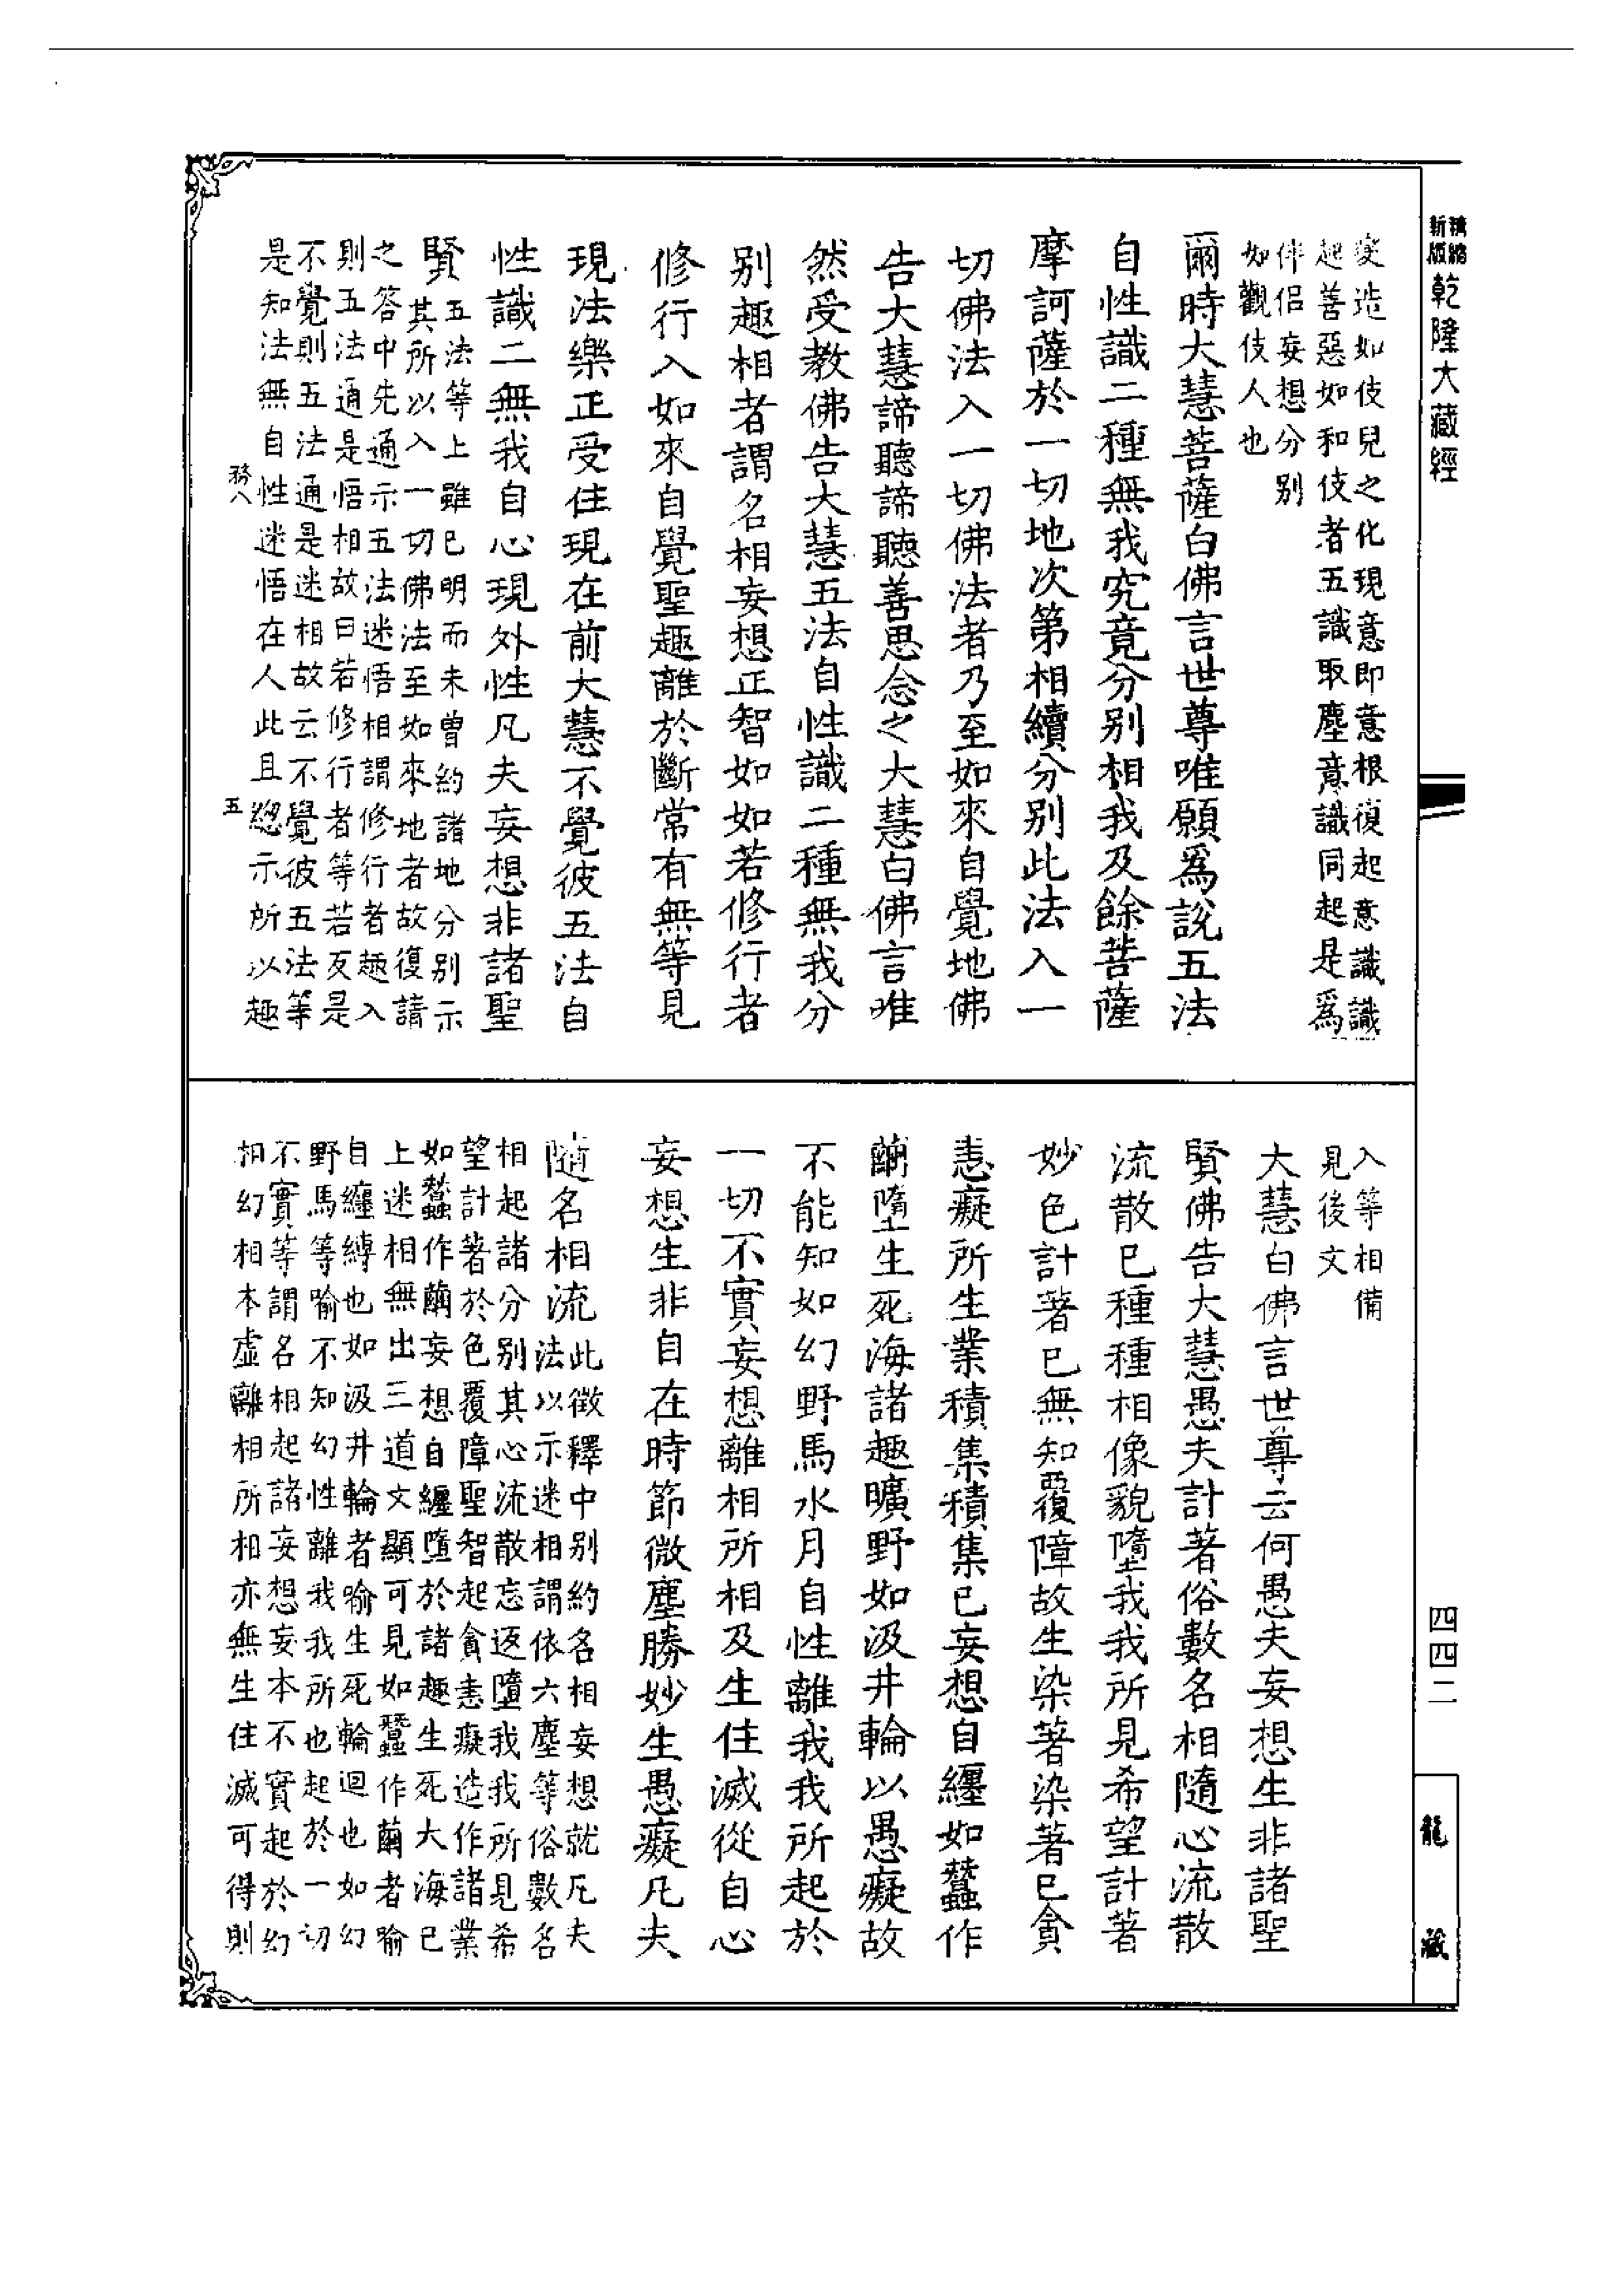 精縮
新版
乾隆大藏經
變造如伎兒之化現意即意根復起意識識
起善惡如和伎者五識取塵意識同起是爲
伴侶妄想分別
如觀伎人也
爾時大慧菩薩白佛言世尊唯願爲說五法
自性識二種無我究竟分別相我及餘菩薩
摩訶薩於一切地次第相續分別此法入一
切佛法入一切佛法者乃至如來自覺地佛
告大慧諦聽諦聽善思念之大慧白佛言唯
然受教佛告大慧五法自性識二種無我分
別趣相者謂名相妄想正智如如若修行者
修行入如來自覺聖趣離於斷常有無等見
現法樂正受住現在前大慧不覺彼五法自
性識二無我自心現外性凡夫妄想非諸聖
賢
五法等上雖已明而未曾約諸地分別示
其所以入一切佛法至如來地者故復請
之答中先通示五法迷悟相謂修行者趣入
則五法通是悟相故曰若修行者等若反是
不覺則五法通是迷相故云不覺彼五法等
是知法無自性迷悟在人此且總示所以趣
務八
五
入等相備
見後文
大慧白佛言世尊云何愚夫妄想生非諸聖
賢佛告大慧愚夫計著俗數名相隨心流散
流散已種種相像貌墮我我所見希望計著
妙色計著已無知覆障故生染著染著已貪
恚癡所生業積集積集已妄想自纏如蠶作
繭墮生死海諸趣曠野如汲井輪以愚癡故
不能知如幻野馬水月自性離我我所起於
一切不實妄想離相所相及生住滅從自心
妄想生非自在時節微塵勝妙生愚癡凡夫
隨名相流
此徵釋中別約名相妄想就凡夫
法以示迷相謂依六塵等俗數名
相起諸分別其心流散忘返墮我我所見希
望計著於色覆障聖智起貪恚癡造作諸業
如蠶作繭妄想自纏墮於諸趣生死大海已
上迷相無出三道文顯可見如蠶作繭者喻
自纏縛也如汲井輪者喻生死輪迴也如幻
野馬等喻不知幻性離我我所也起於一切
不實等謂名相起諸妄想妄本不實起於幻
相幻相本虛離相所相亦無生住滅可得則
四四二
龍藏